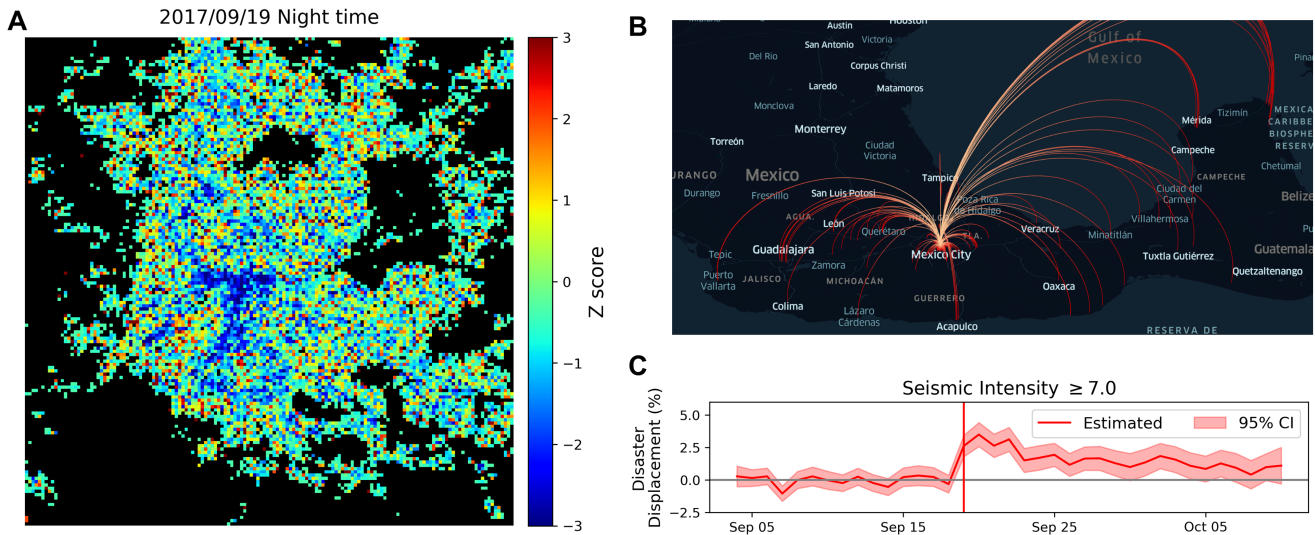 A
2017/09/19 Night time
3
2
1
0
−1
−2
−3
Z score
B
Austin
Houston
San Antonio
Victoria
Del Rio
Corpus Christi
Gulf of
Mexico
Laredo
Matamoros
Monclova
Monterrey
Torreón
Ciudad
Victoria
Mérida
Tizimín
MEXICA
CARIBBE
BIOSPHE
RESERV
Campeche
Chetumal
URANGO
Durango
Mexico
Fresnillo
San Luis Potosi
Tampico
CAMPECHE
Ciudad del
Carmen
Belize
AGUA.
León
Poza Rica
de Hidalgo
HIDALGO
Villahermosa
Querétaro
TLA.
Veracruz
Minatitlán
Guadalajara
Mexico City
Tepic
Zamora
Tuxtla Gutiérrez
Guatemala
Puerto
Vallarta
JALISCO
MICHOACÁN
Quetzaltenango
GUERRERO
Oaxaca
Colima
Lázaro
Cárdenas
Acapulco
RESERVA DE
C
Seismic Intensity ≥ 7.0
Disaster
Displacement (%)
5.0
2.5
0.0
−2.5
Estimated
95% CI
Sep 05
Sep 15
Sep 25
Oct 05